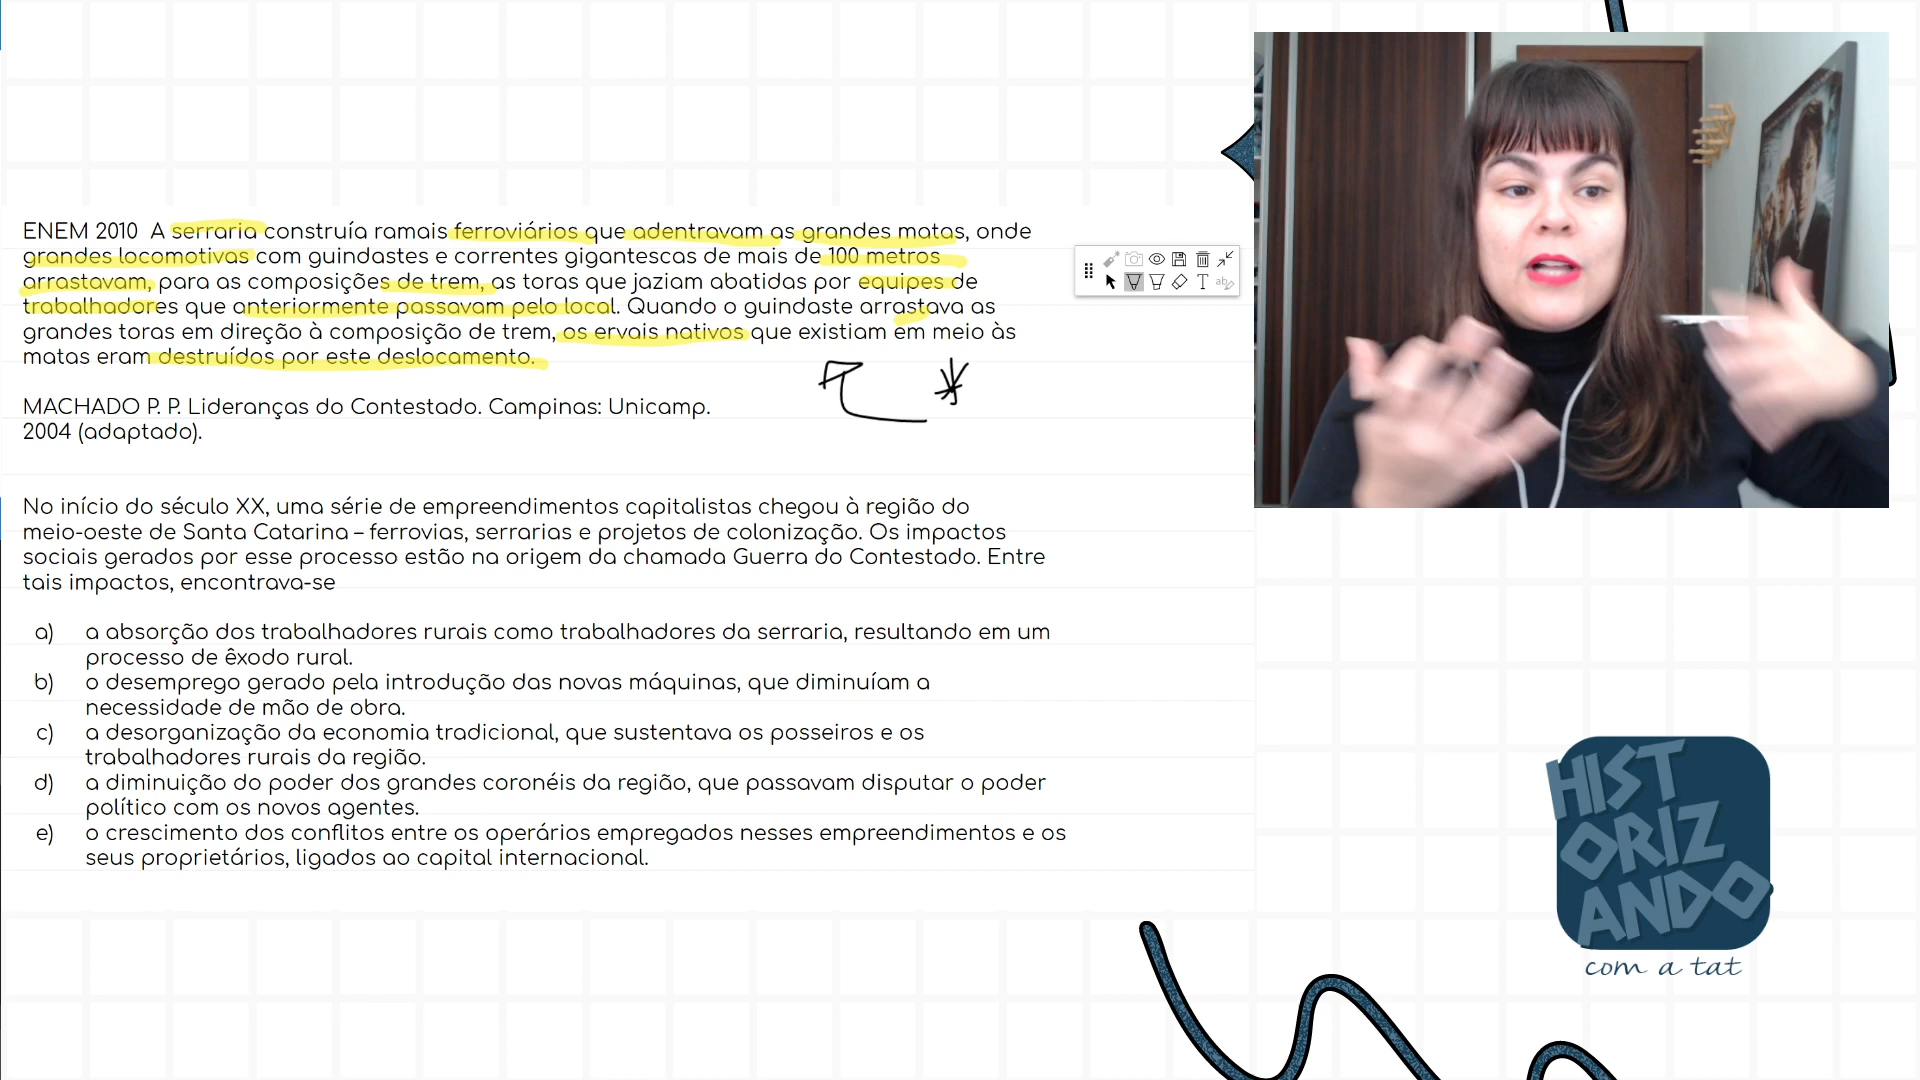 ENEM 2010  A serraria construía ramais ferroviários que adentravam as grandes matas, onde
grandes locomotivas com guindastes e correntes gigantescas de mais de 100 metros
arrastavam, para as composições de trem, as toras que jaziam abatidas por equipes de
trabalhadores que anteriormente passavam pelo local. Quando o guindaste arrastava as
grandes toras em direção à composição de trem, os ervais nativos que existiam em meio às
matas eram destruídos por este deslocamento.
MACHADO P. P. Lideranças do Contestado. Campinas: Unicamp.
2004 (adaptado).
No início do século XX, uma série de empreendimentos capitalistas chegou à região do
meio-oeste de Santa Catarina – ferrovias, serrarias e projetos de colonização. Os impactos
sociais gerados por esse processo estão na origem da chamada Guerra do Contestado. Entre
tais impactos, encontrava-se
a) a absorção dos trabalhadores rurais como trabalhadores da serraria, resultando em um
processo de êxodo rural.
b) o desemprego gerado pela introdução das novas máquinas, que diminuíam a
necessidade de mão de obra.
c) a desorganização da economia tradicional, que sustentava os posseiros e os
trabalhadores rurais da região.
d) a diminuição do poder dos grandes coronéis da região, que passavam disputar o poder
político com os novos agentes.
e) o crescimento dos conflitos entre os operários empregados nesses empreendimentos e os
seus proprietários, ligados ao capital internacional.
HIST
ORIZ
ANDO
com a tat